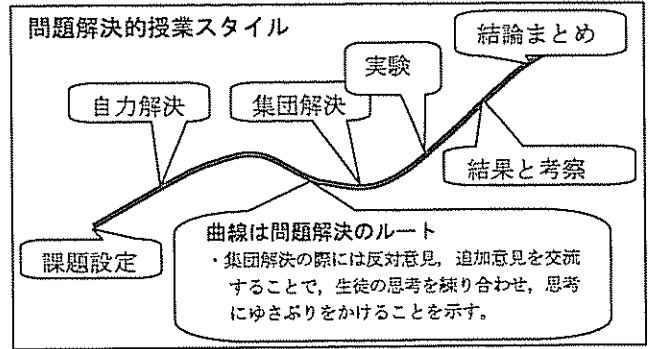 問題解決的授業スタイル
結論まとめ
実験
自力解決
集団解決
結果と考察
課題設定
曲線は問題解決のルート
・集団解決の際には反対意見，追加意見を交流
することで，生徒の思考を練り合わせ，思考
にゆさぶりをかけることを示す。